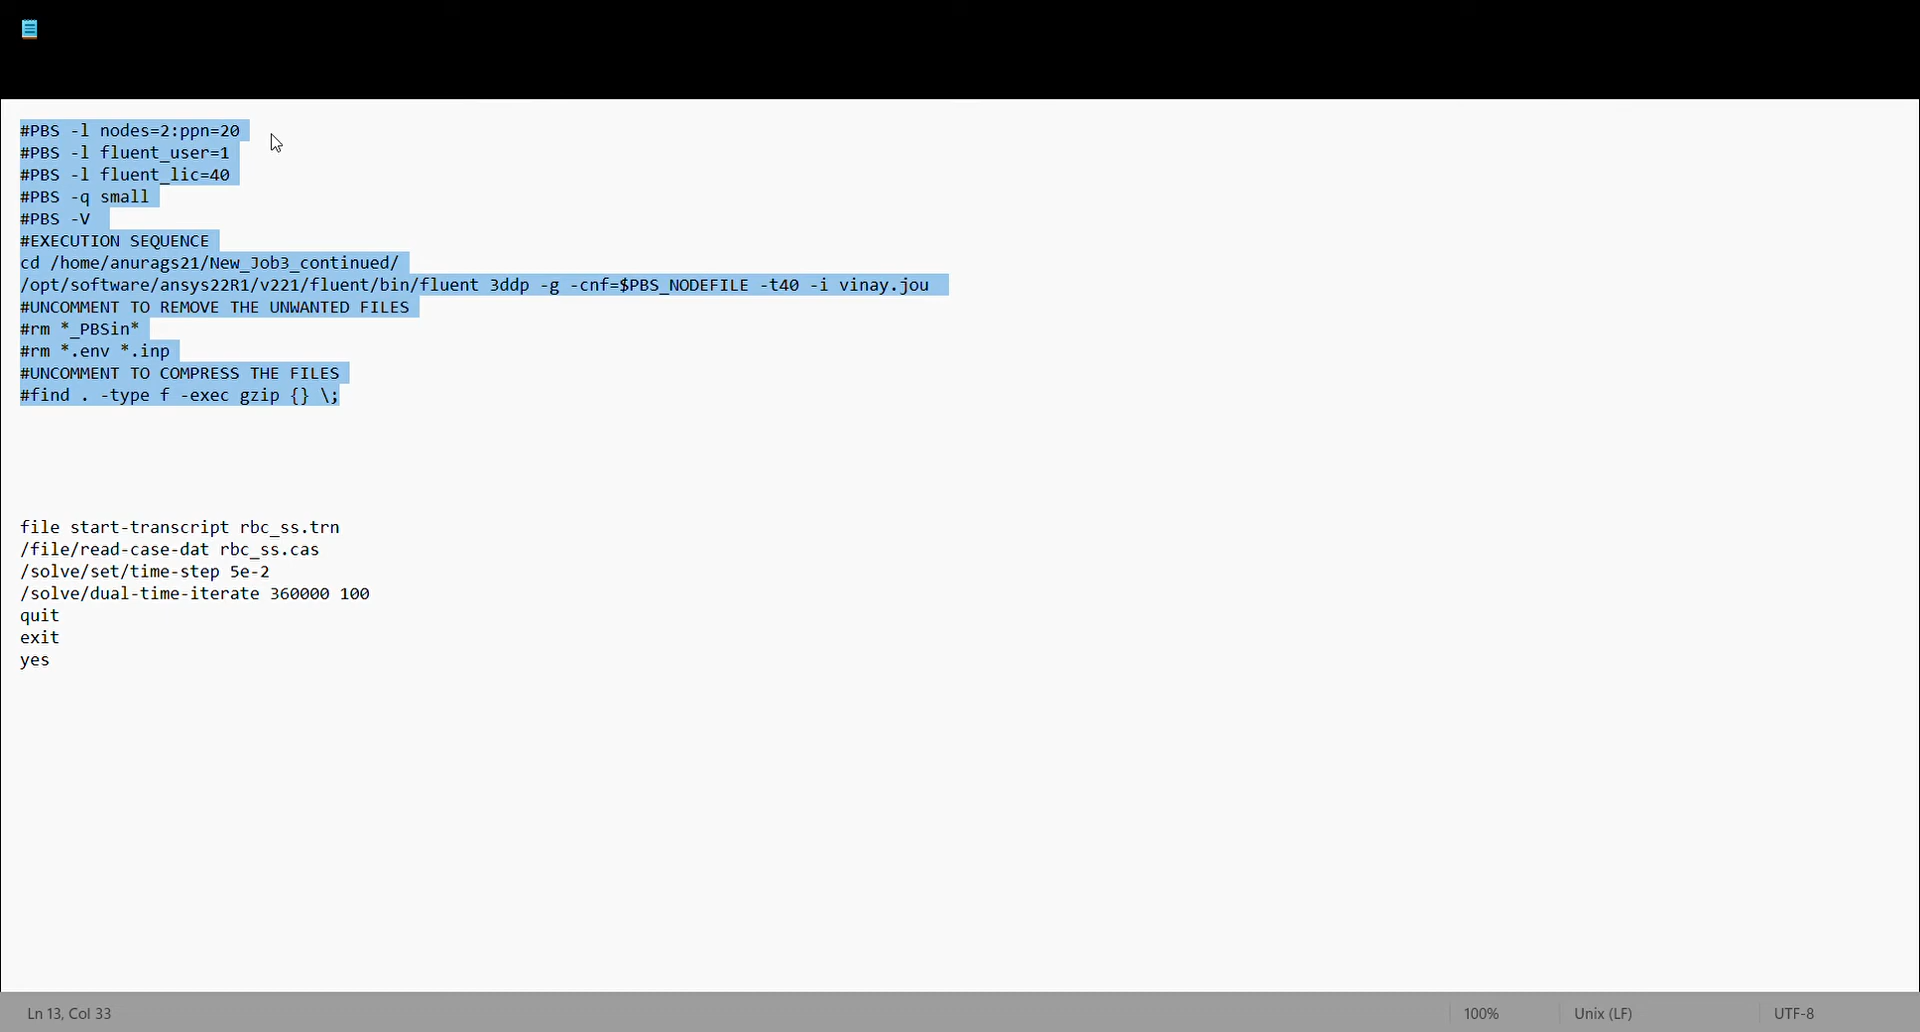 #PBS -l nodes=2:ppn=20
#PBS -l fluent_user=1
#PBS -l fluent_lic=40
#PBS -q small
#PBS -V
#EXECUTION SEQUENCE
cd /home/anurags21/New_Job3_continued/
/opt/software/ansys22R1/v221/fluent/bin/fluent 3ddp -g -cnf=$PBS_NODEFILE -t40 -i vinay.jou
#UNCOMMENT TO REMOVE THE UNWANTED FILES
#rm *_PBSin*
#rm *.env *.inp
#UNCOMMENT TO COMPRESS THE FILES
#find . -type f -exec gzip {} \;
file start-transcript rbc_ss.trn
/file/read-case-dat rbc_ss.cas
/solve/set/time-step 5e-2
/solve/dual-time-iterate 360000 100
quit
exit
yes
Ln 13, Col 33 100% Unix (LF) UTF-8